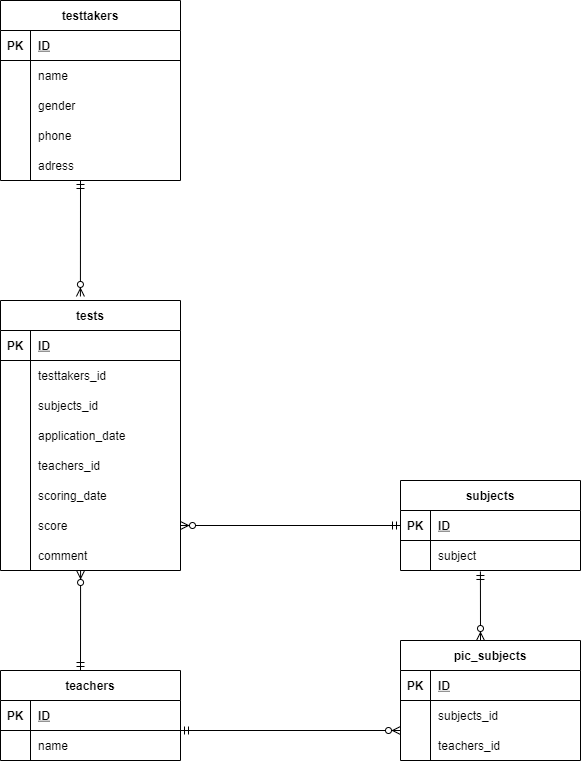 testtakers
PK ID
name
gender
phone
adress
tests
PK ID
testtakers_id
subjects_id
application_date
teachers_id
scoring_date
score
comment
subjects
PK ID
subject
teachers
PK ID
name
pic_subjects
PK ID
subjects_id
teachers_id